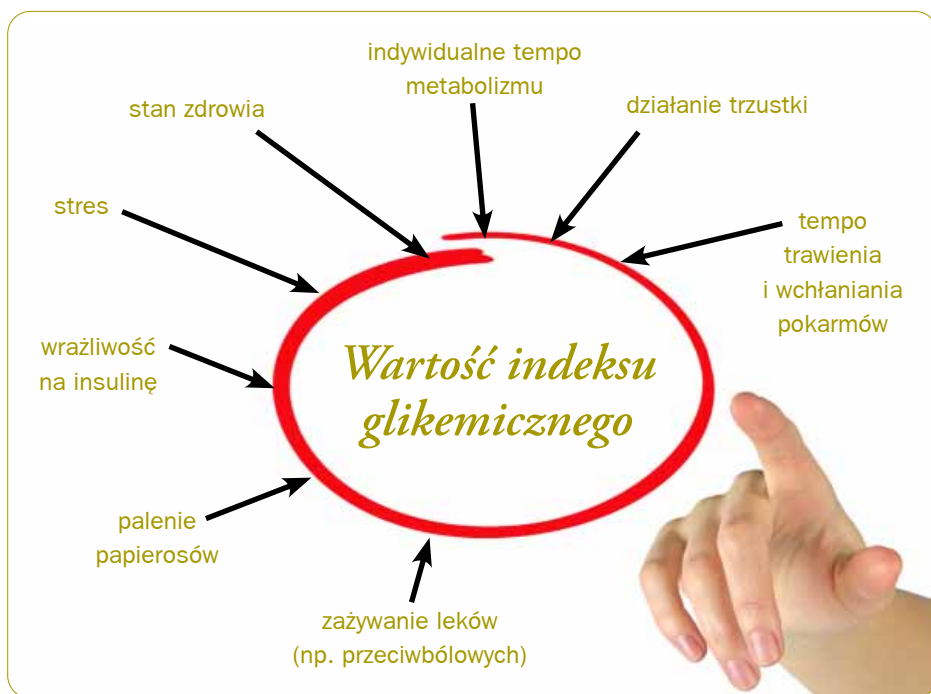 indywidualne tempo
metabolizmu
stan zdrowia
działanie trzustki
stres
tempo
trawienia
i wchłaniania
pokarmów
wrażliwość
na insulinę
Wartość indeksu
glikemicznego
palenie
papierosów
zażywanie leków
(np. przeciwbólowych)